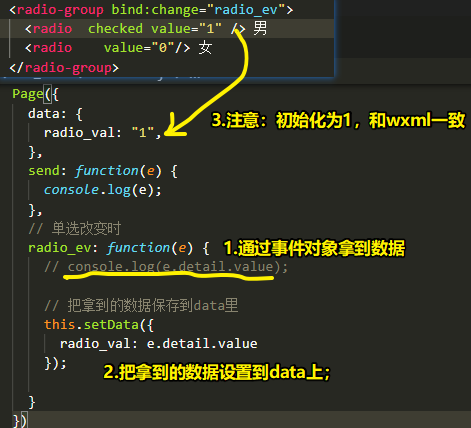 <radio-group bind:change="radio_ev">
<radio  checked value="1" /> 男
<radio    value="0"/> 女
</radio-group>
Page({
data: {
radio_val: "1",
3.注意：初始化为1，和wxml一致
},
send: function(e) {
console.log(e);
},
// 单选改变时
radio_ev: function(e) {
1.通过事件对象拿到数据
// console.log(e.detail.value);
// 把拿到的数据保存到data里
this.setData({
radio_val: e.detail.value
});
2.把拿到的数据设置到data上；
}
})